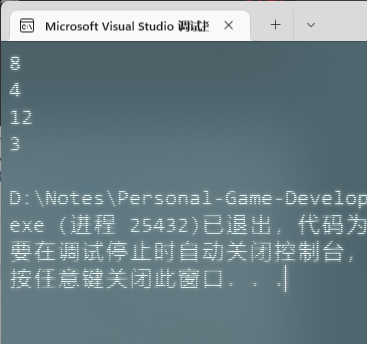 Microsoft Visual Studio 调试
8
4
12
3
D:\Notes\Personal-Game-Develop
exe (进程 25432)已退出，代码为
要在调试停止时自动关闭控制台，
按任意键关闭此窗口. . .